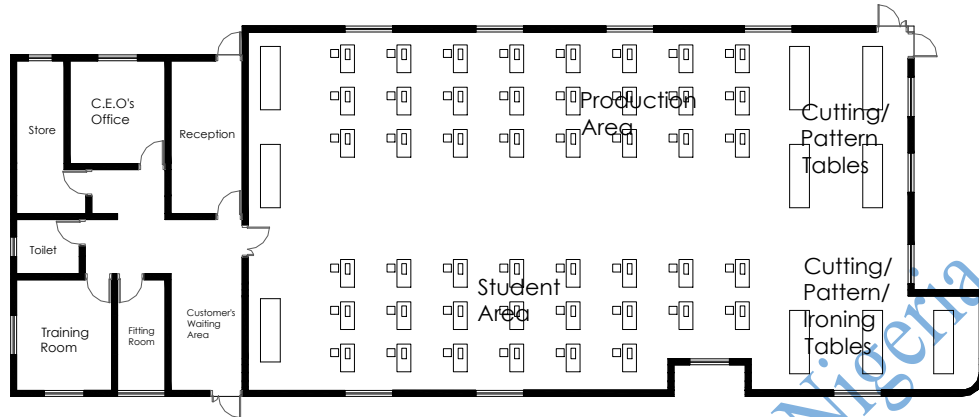 Store
C.E.O's
Office
Reception
Production
Area
Cutting/
Pattern
Tables
Toilet
Training
Room
Fitting
Room
Customer's
Waiting
Area
Student
Area
Cutting/
Pattern/
Ironing
Tables
Nigeria